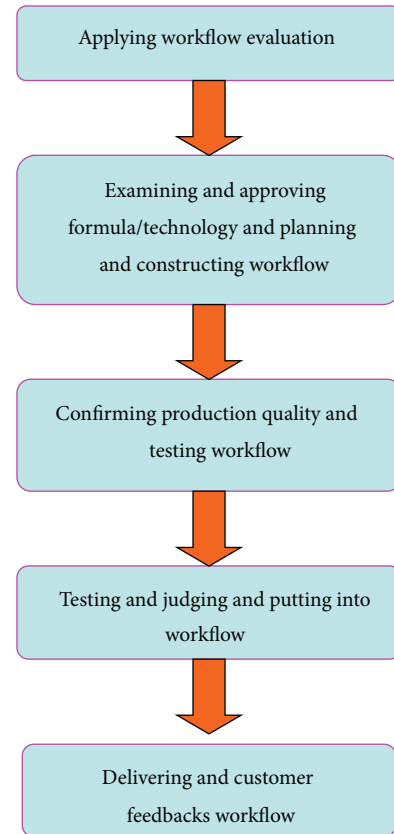 Applying workflow evaluation
Examining and approving
formula/technology and planning
and constructing workflow
Confirming production quality and
testing workflow
Testing and judging and putting into
workflow
Delivering and customer
feedbacks workflow